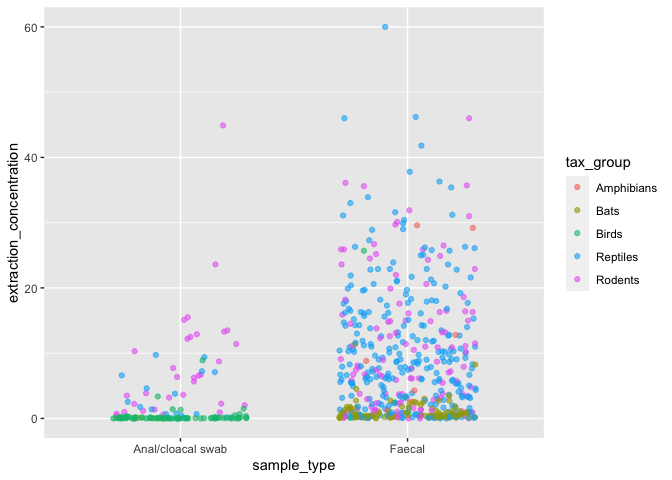 60
40
20
0
extraction_concentration
Anal/cloacal swab
Faecal
sample_type
tax_group
Amphibians
Bats
Birds
Reptiles
Rodents